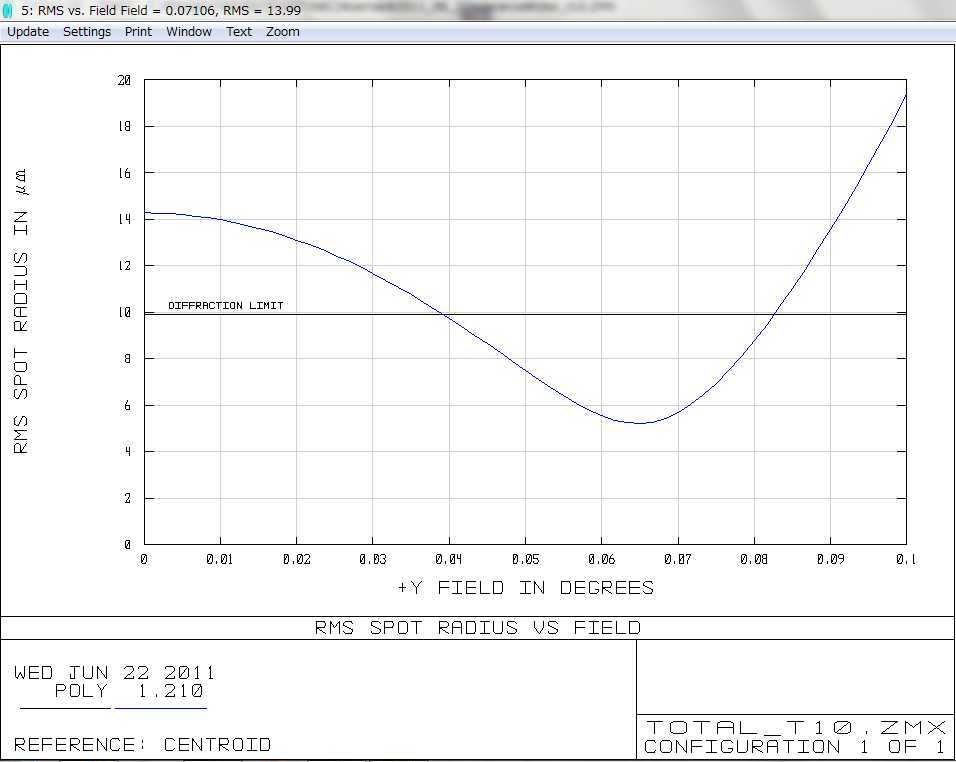 5: RMS vs. Field Field = 0.07106, RMS = 13.99
Update Settings Print Window Text Zoom
20
18
16
14
12
10
8
6
4
2
0
RMS SPOT RADIUS IN µm
DIFFRACTION LIMIT
0 0.01 0.02 0.03 0.04 0.05 0.06 0.07 0.08 0.09 0.1
+Y FIELD IN DEGREES
RMS SPOT RADIUS VS FIELD
WED JUN 22 2011
POLY 1.210
REFERENCE: CENTROID
TOTAL_T10.ZMX
CONFIGURATION 1 OF 1